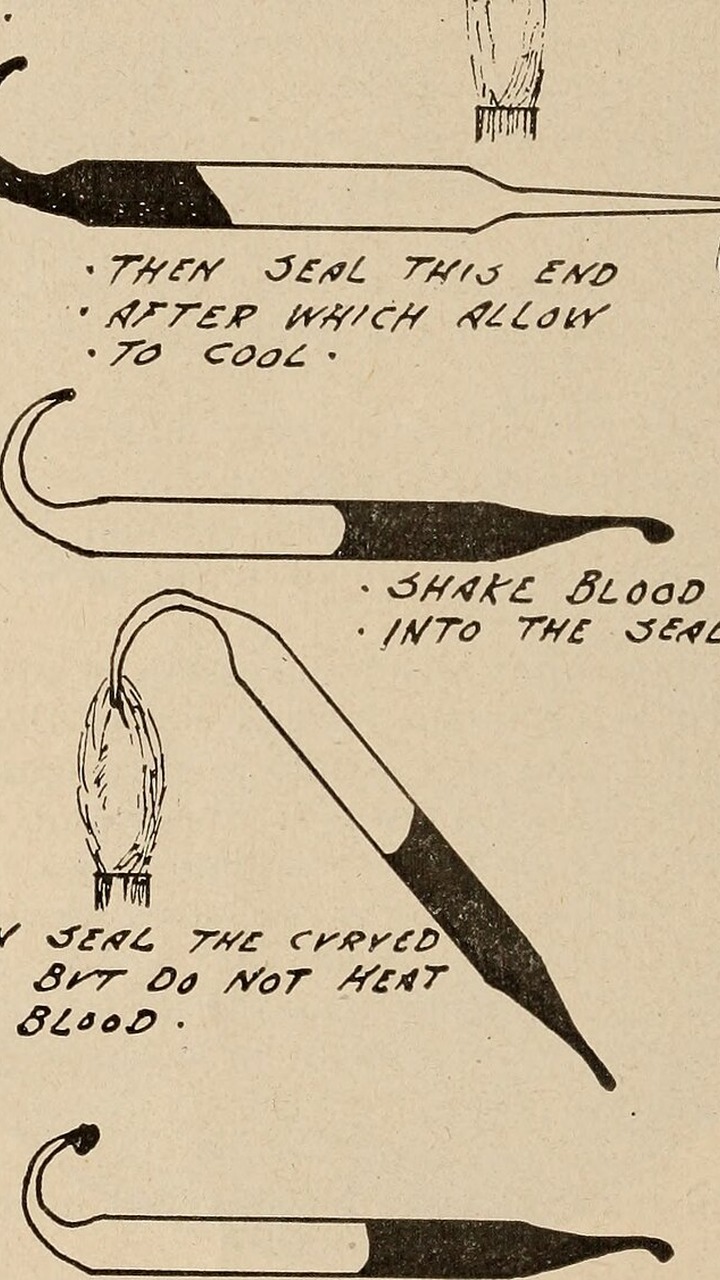 · THEN SEAL THIS END
· AFTER WHICH ALLOW
· TO COOL ·
· SHAKE BLOOD
· INTO THE SEAL
SEAL THE CURVED
BUT DO NOT HEAT
BLOOD ·